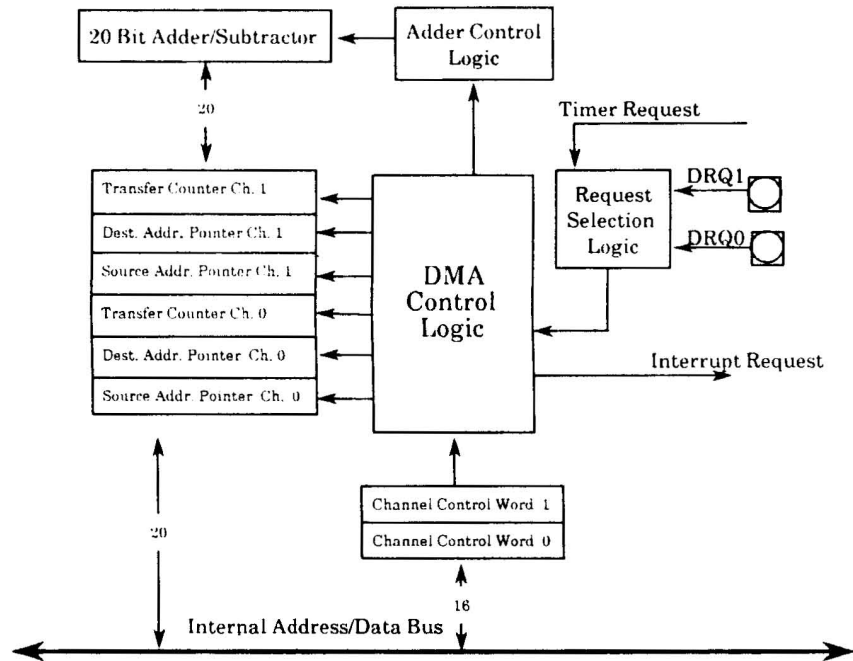 20 Bit Adder/Subtractor
Adder Control
Logic
20
Timer Request
Transfer Counter Ch. 1
Dest. Addr. Pointer Ch. 1
Source Addr. Pointer Ch. 1
Transfer Counter Ch. 0
Dest. Addr. Pointer Ch. 0
Source Addr. Pointer Ch. 0
DMA
Control
Logic
Request
Selection
Logic
DRQ1
DRQ0
Interrupt Request
20
Channel Control Word 1
Channel Control Word 0
16
Internal Address/Data Bus